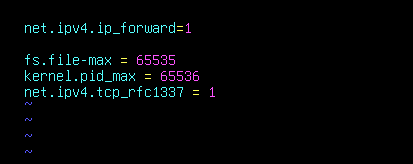 net.ipv4.ip_forward=1
fs.file-max = 65535
kernel.pid_max = 65536
net.ipv4.tcp_rfc1337 = 1
~
~
~
~